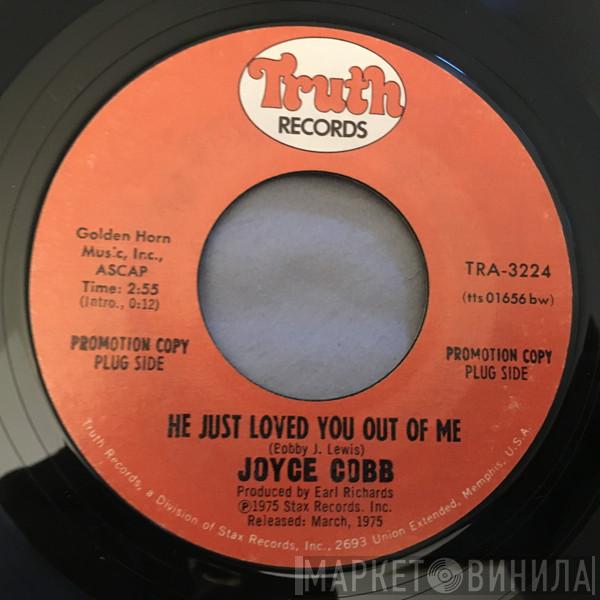 Truth
RECORDS
Golden Horn
Music, Inc.,
ASCAP
Time: 2:55
(Intro., 0:12)
TRA-3224
(tts 01656 bw)
PROMOTION COPY
PLUG SIDE
PROMOTION COPY
PLUG SIDE
HE JUST LOVED YOU OUT OF ME
(Bobby J. Lewis)
JOYCE COBB
Produced by Earl Richards
Ⓟ1975 Stax Records. Inc.
Released: March, 1975
Truth Records, a Division of Stax Records, Inc., 2693 Union Extended, Memphis, U.S.A.
МАРКЕТ ВИНИЛА